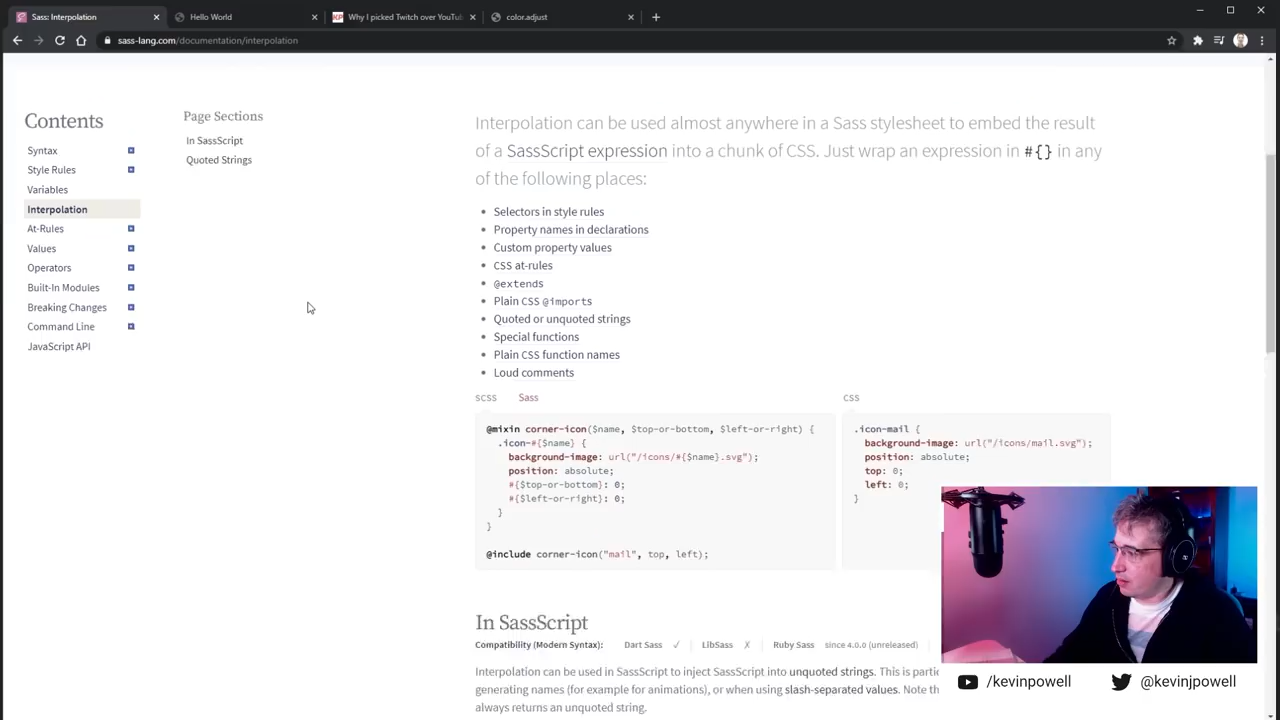 Sass: Interpolation
Hello World
KP Why I picked Twitch over YouTub
color.adjust
sass-lang.com/documentation/interpolation
Contents
Syntax
Style Rules
Variables
Interpolation
At-Rules
Values
Operators
Built-In Modules
Breaking Changes
Command Line
JavaScript API
Page Sections
In SassScript
Quoted Strings
Interpolation can be used almost anywhere in a Sass stylesheet to embed the result
of a SassScript expression into a chunk of CSS. Just wrap an expression in #{} in any
of the following places:
Selectors in style rules
Property names in declarations
Custom property values
CSS at-rules
@extends
Plain CSS @imports
Quoted or unquoted strings
Special functions
Plain CSS function names
Loud comments
SCSS Sass
@mixin corner-icon($name, $top-or-bottom, $left-or-right) {
.icon-#{$name} {
background-image: url("/icons/#{$name}.svg");
position: absolute;
#{$top-or-bottom}: 0;
#{$left-or-right}: 0;
}
}
@include corner-icon("mail", top, left);
CSS
.icon-mail {
background-image: url("/icons/mail.svg");
position: absolute;
top: 0;
left: 0;
}
In SassScript
Compatibility (Modern Syntax): Dart Sass ✓ LibSass ✗ Ruby Sass since 4.0.0 (unreleased)
Interpolation can be used in SassScript to inject SassScript into unquoted strings. This is partic
generating names (for example for animations), or when using slash-separated values. Note th
always returns an unquoted string.
/kevinpowell
@kevinjpowell